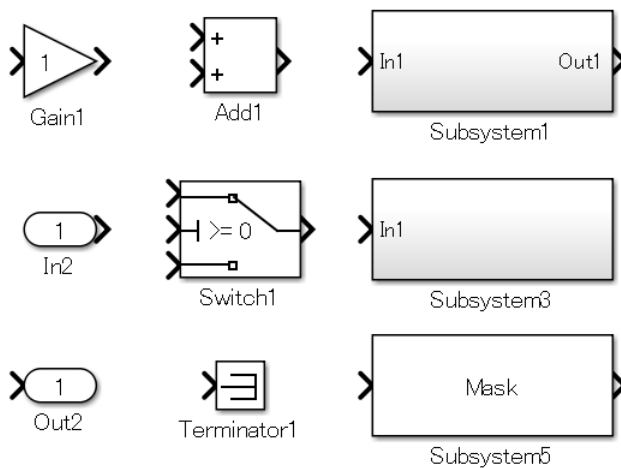 1
Gain1
+
+
Add1
In1 Out1
Subsystem1
1
In2
>= 0
Switch1
In1
Subsystem3
1
Out2
Terminator1
Mask
Subsystem5